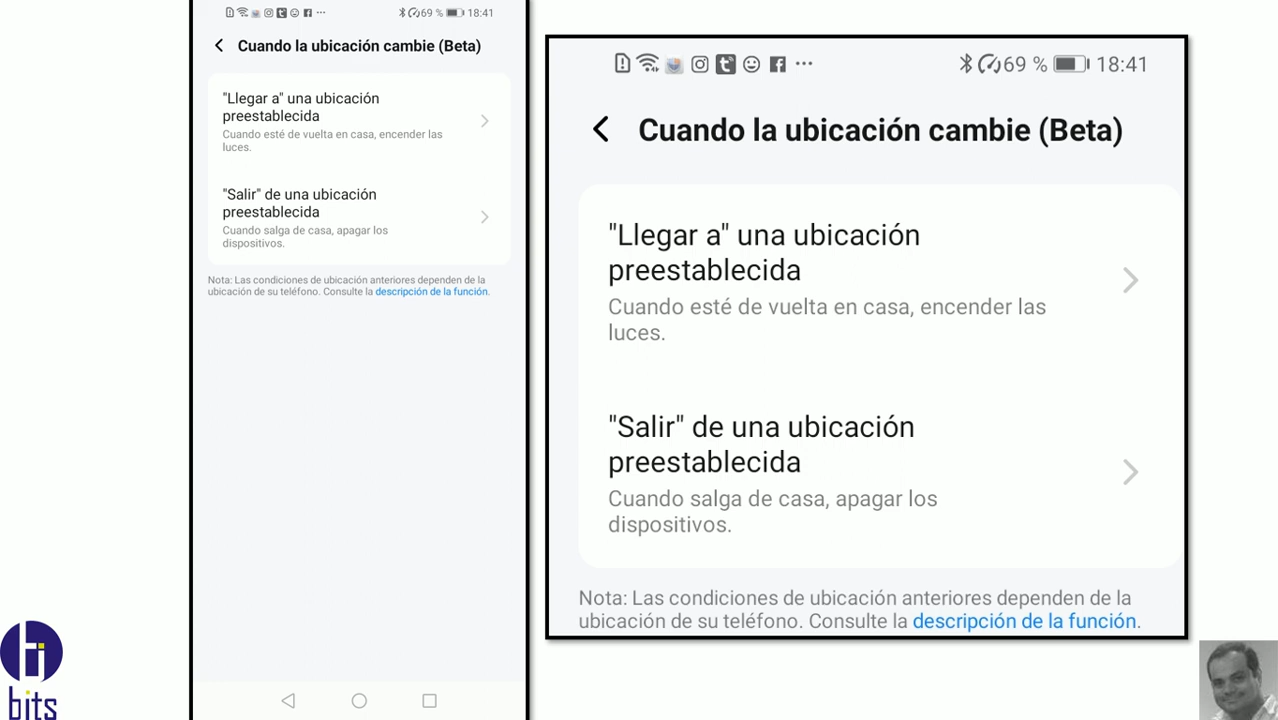 69 % 18:41
Cuando la ubicación cambie (Beta)
"Llegar a" una ubicación
preestablecida
Cuando esté de vuelta en casa, encender las
luces.
"Salir" de una ubicación
preestablecida
Cuando salga de casa, apagar los
dispositivos.
Nota: Las condiciones de ubicación anteriores dependen de la
ubicación de su teléfono. Consulte la descripción de la función.
69 % 18:41
Cuando la ubicación cambie (Beta)
"Llegar a" una ubicación
preestablecida
Cuando esté de vuelta en casa, encender las
luces.
"Salir" de una ubicación
preestablecida
Cuando salga de casa, apagar los
dispositivos.
Nota: Las condiciones de ubicación anteriores dependen de la
ubicación de su teléfono. Consulte la descripción de la función.
hi
bits